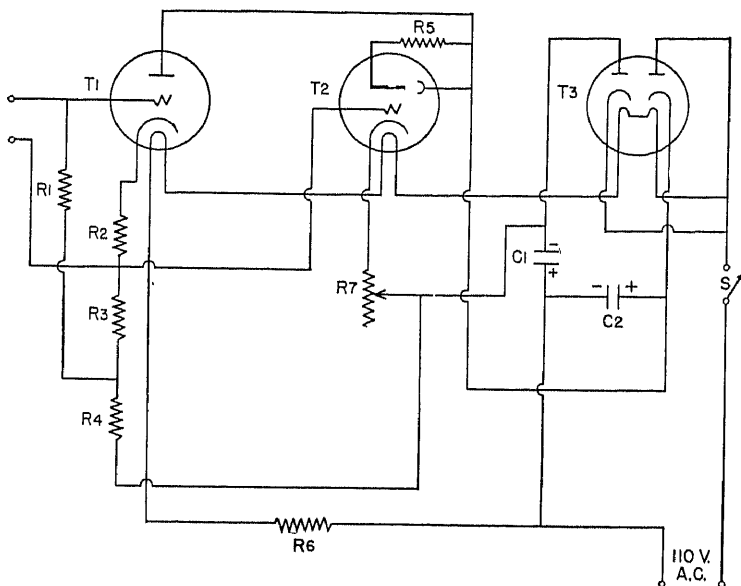 R5
T1
T2
T3
R1
R2
C1
- +
R7
S
- +
C2
R3
R4
R6
110 V.
A.C.